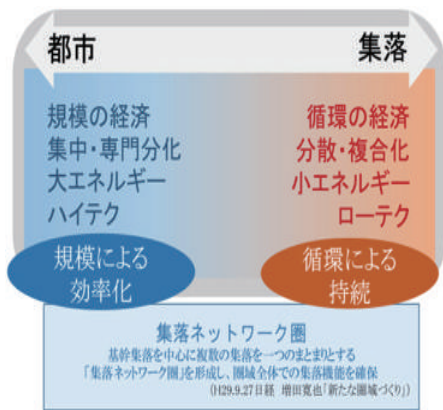 都市 集落
規模の経済 循環の経済
集中・専門分化 分散・複合化
大エネルギー 小エネルギー
ハイテク ローテク
規模による 循環による
効率化 持続
集落ネットワーク圏
基幹集落を中心に複数の集落を一つのまとまりとする
「集落ネットワーク圏」を形成し、圏域全体での集落機能を確保
(H29.9.27日経 増田寛也「新たな圏域づくり」)